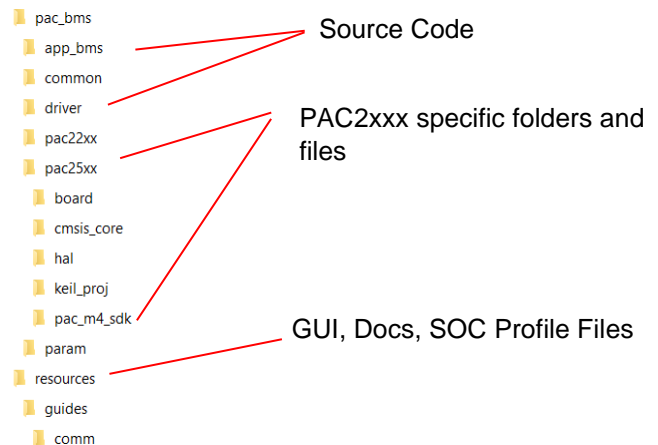 pac_bms
app_bms
common
driver
pac22xx
pac25xx
board
cmsis_core
hal
keil_proj
pac_m4_sdk
param
resources
guides
comm
Source Code
PAC2xxx specific folders and
files
GUI, Docs, SOC Profile Files